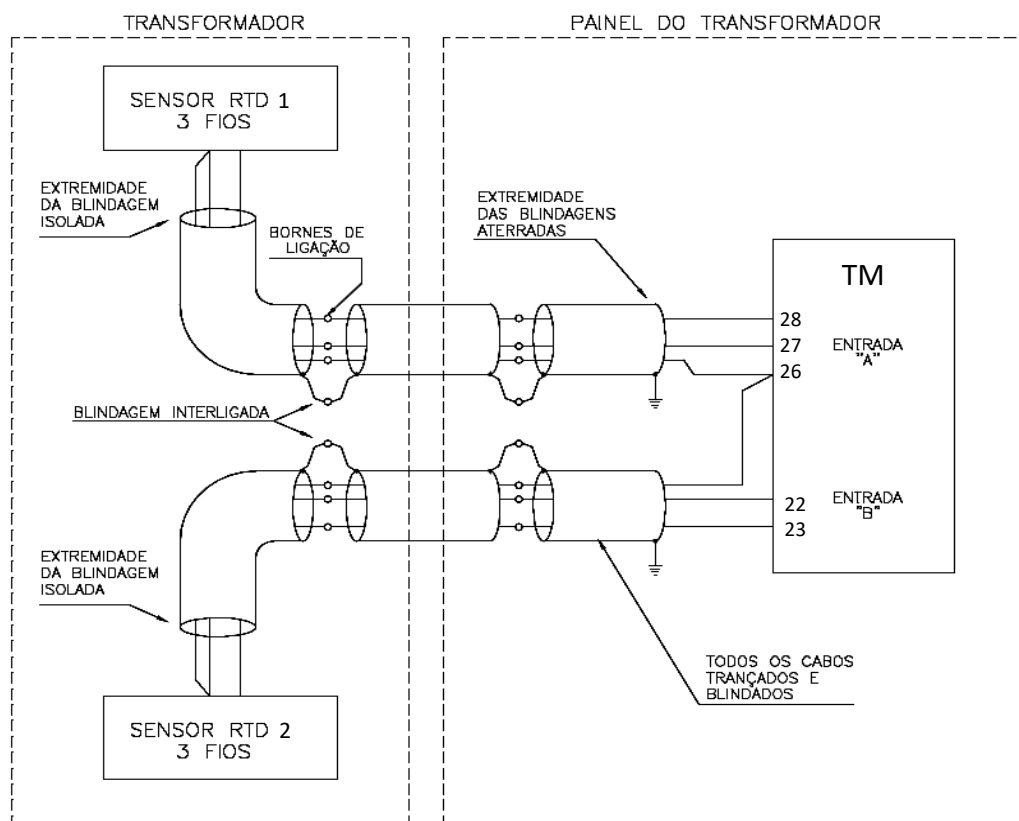 TRANSFORMADOR
PAINEL DO TRANSFORMADOR
SENSOR RTD 1
3 FIOS
EXTREMIDADE
DA BLINDAGEM
ISOLADA
BORNES DE
LIGAÇÃO
EXTREMIDADE
DAS BLINDAGENS
ATERRADAS
TM
28
27
26
ENTRADA
"A"
BLINDAGEM INTERLIGADA
22
23
ENTRADA
"B"
EXTREMIDADE
DA BLINDAGEM
ISOLADA
TODOS OS CABOS
TRANÇADOS E
BLINDADOS
SENSOR RTD 2
3 FIOS